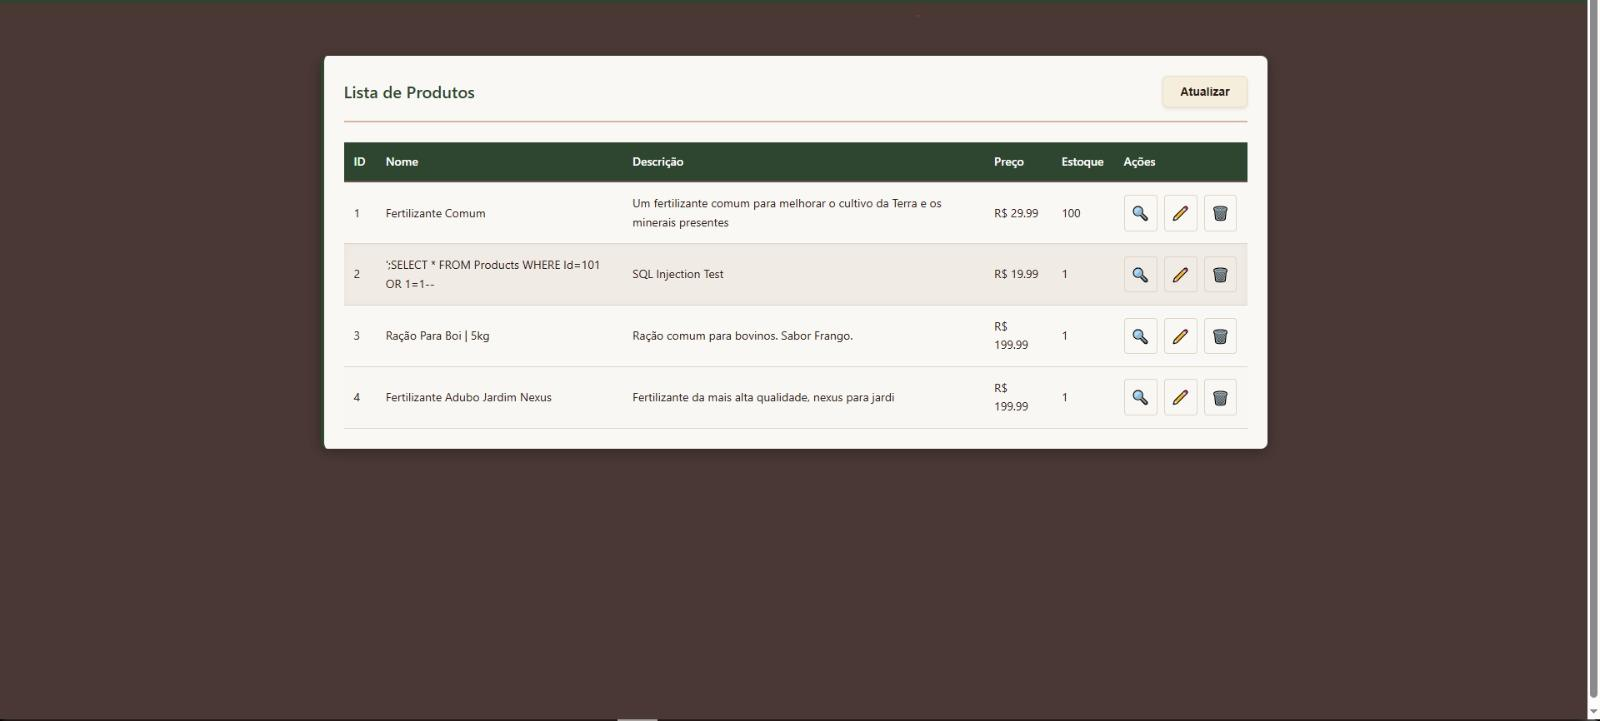 Lista de Produtos
Atualizar
ID Nome Descrição Preço Estoque Ações
1 Fertilizante Comum Um fertilizante comum para melhorar o cultivo da Terra e os
minerais presentes R$ 29.99 100
2 ';SELECT * FROM Products WHERE Id=101
OR 1=1-- SQL Injection Test R$ 19.99 1
3 Ração Para Boi | 5kg Ração comum para bovinos. Sabor Frango. R$
199.99 1
4 Fertilizante Adubo Jardim Nexus Fertilizante da mais alta qualidade, nexus para jardi R$
199.99 1